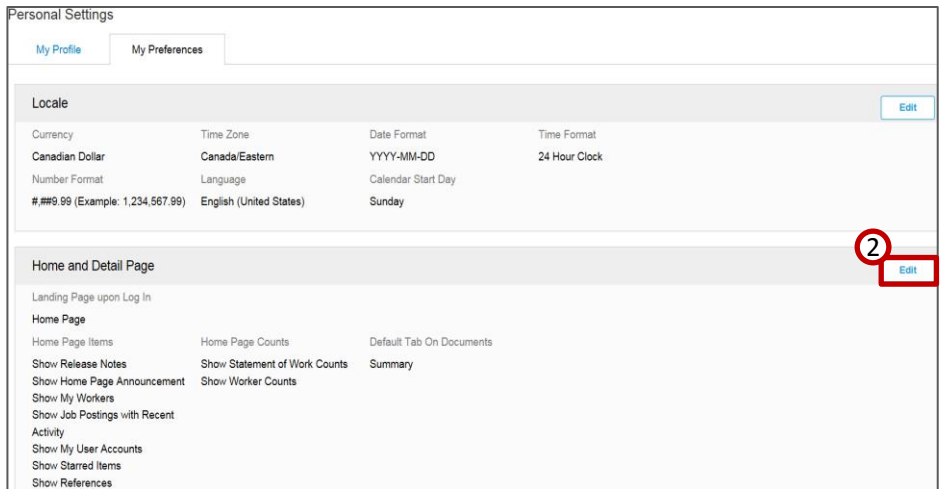 Personal Settings
My Profile My Preferences
Locale Edit
Currency Time Zone Date Format Time Format
Canadian Dollar Canada/Eastern YYYY-MM-DD 24 Hour Clock
Number Format Language Calendar Start Day
#,##9.99 (Example: 1,234,567.99) English (United States) Sunday
2
Home and Detail Page Edit
Landing Page upon Log In
Home Page
Home Page Items Home Page Counts Default Tab On Documents
Show Release Notes Show Statement of Work Counts Summary
Show Home Page Announcement Show Worker Counts
Show My Workers
Show Job Postings with Recent
Activity
Show My User Accounts
Show Starred Items
Show References